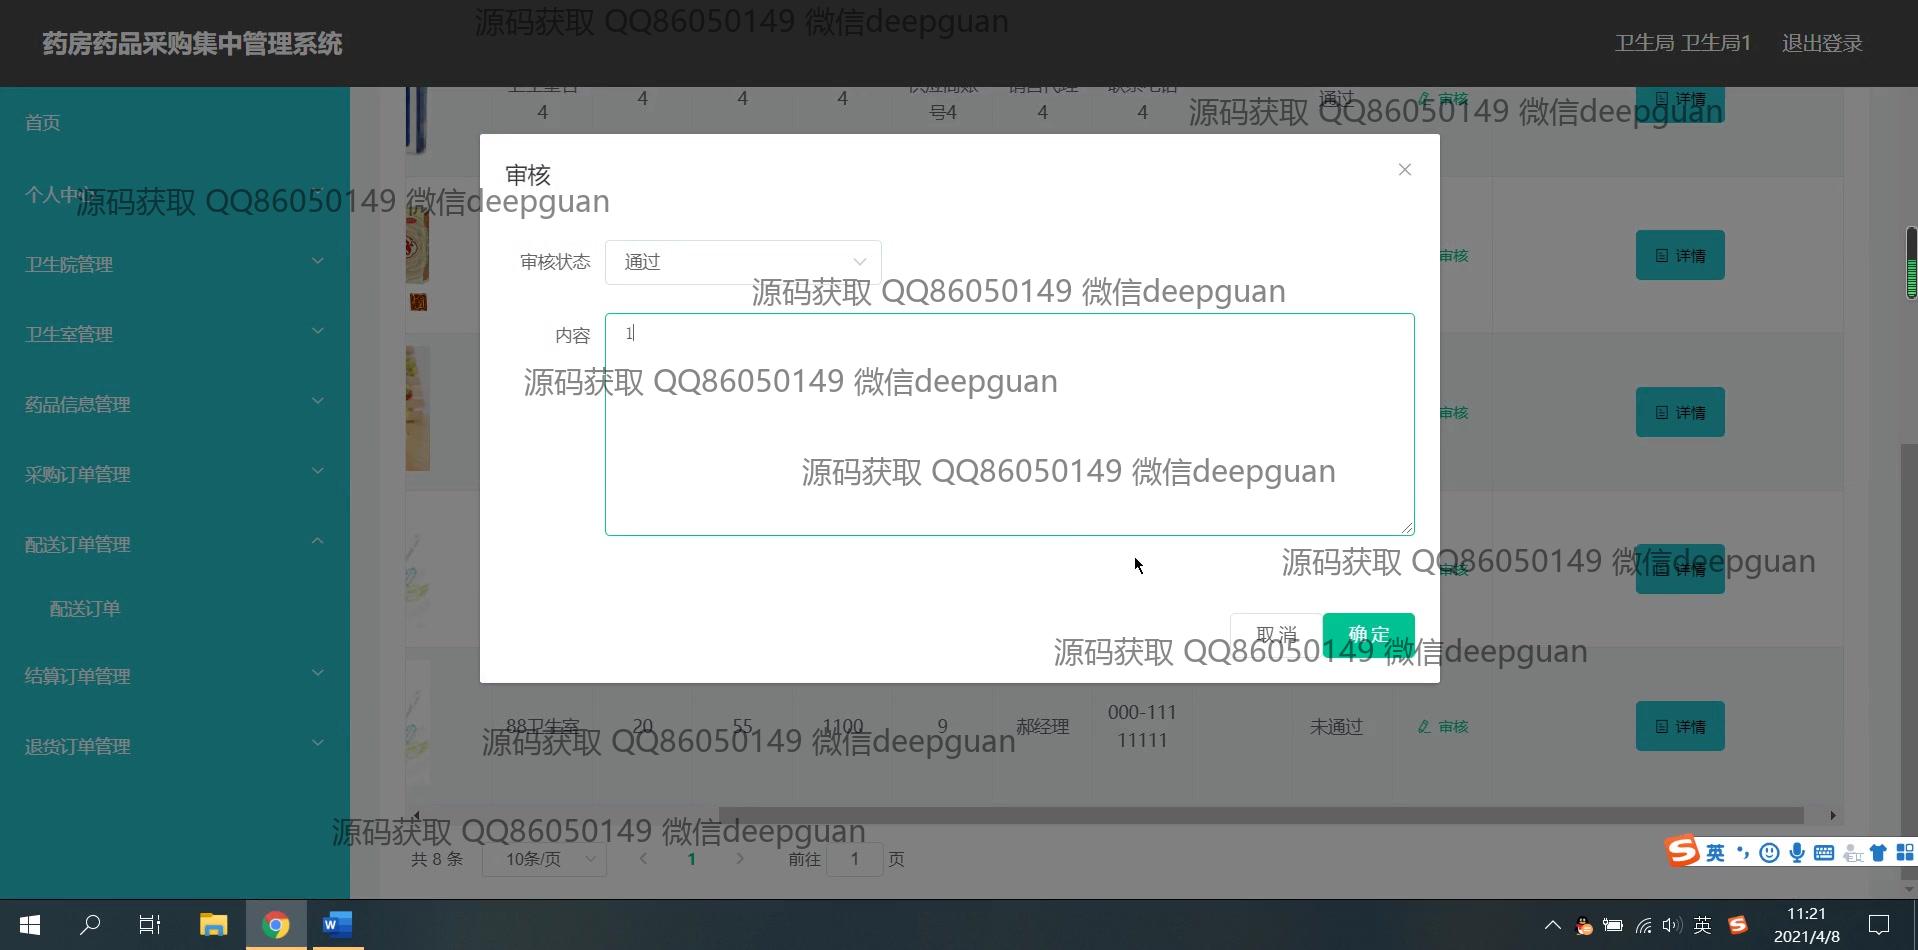 源码获取 QQ86050149 微信deepguan
药房药品采购集中管理系统
卫生局 卫生局1
退出登录
首页
个人中心
卫生院管理
卫生室管理
药品信息管理
采购订单管理
配送订单管理
配送订单
结算订单管理
退货订单管理
4
4
4
4
号4
4
4
通过
审核
详情
源码获取 QQ86050149 微信deepguan
源码获取 QQ86050149 微信deepguan
审核
审核状态
通过
源码获取 QQ86050149 微信deepguan
内容
1
源码获取 QQ86050149 微信deepguan
源码获取 QQ86050149 微信deepguan
取消
确定
审核
详情
审核
详情
源码获取 QQ86050149 微信deepguan
审核
详情
源码获取 QQ86050149 微信deepguan
88卫生室
20
55
1100
9
郝经理
000-111
11111
未通过
审核
详情
源码获取 QQ86050149 微信deepguan
源码获取 QQ86050149 微信deepguan
共 8 条
10条/页
1
前往
1
页
英
英
11:21
2021/4/8